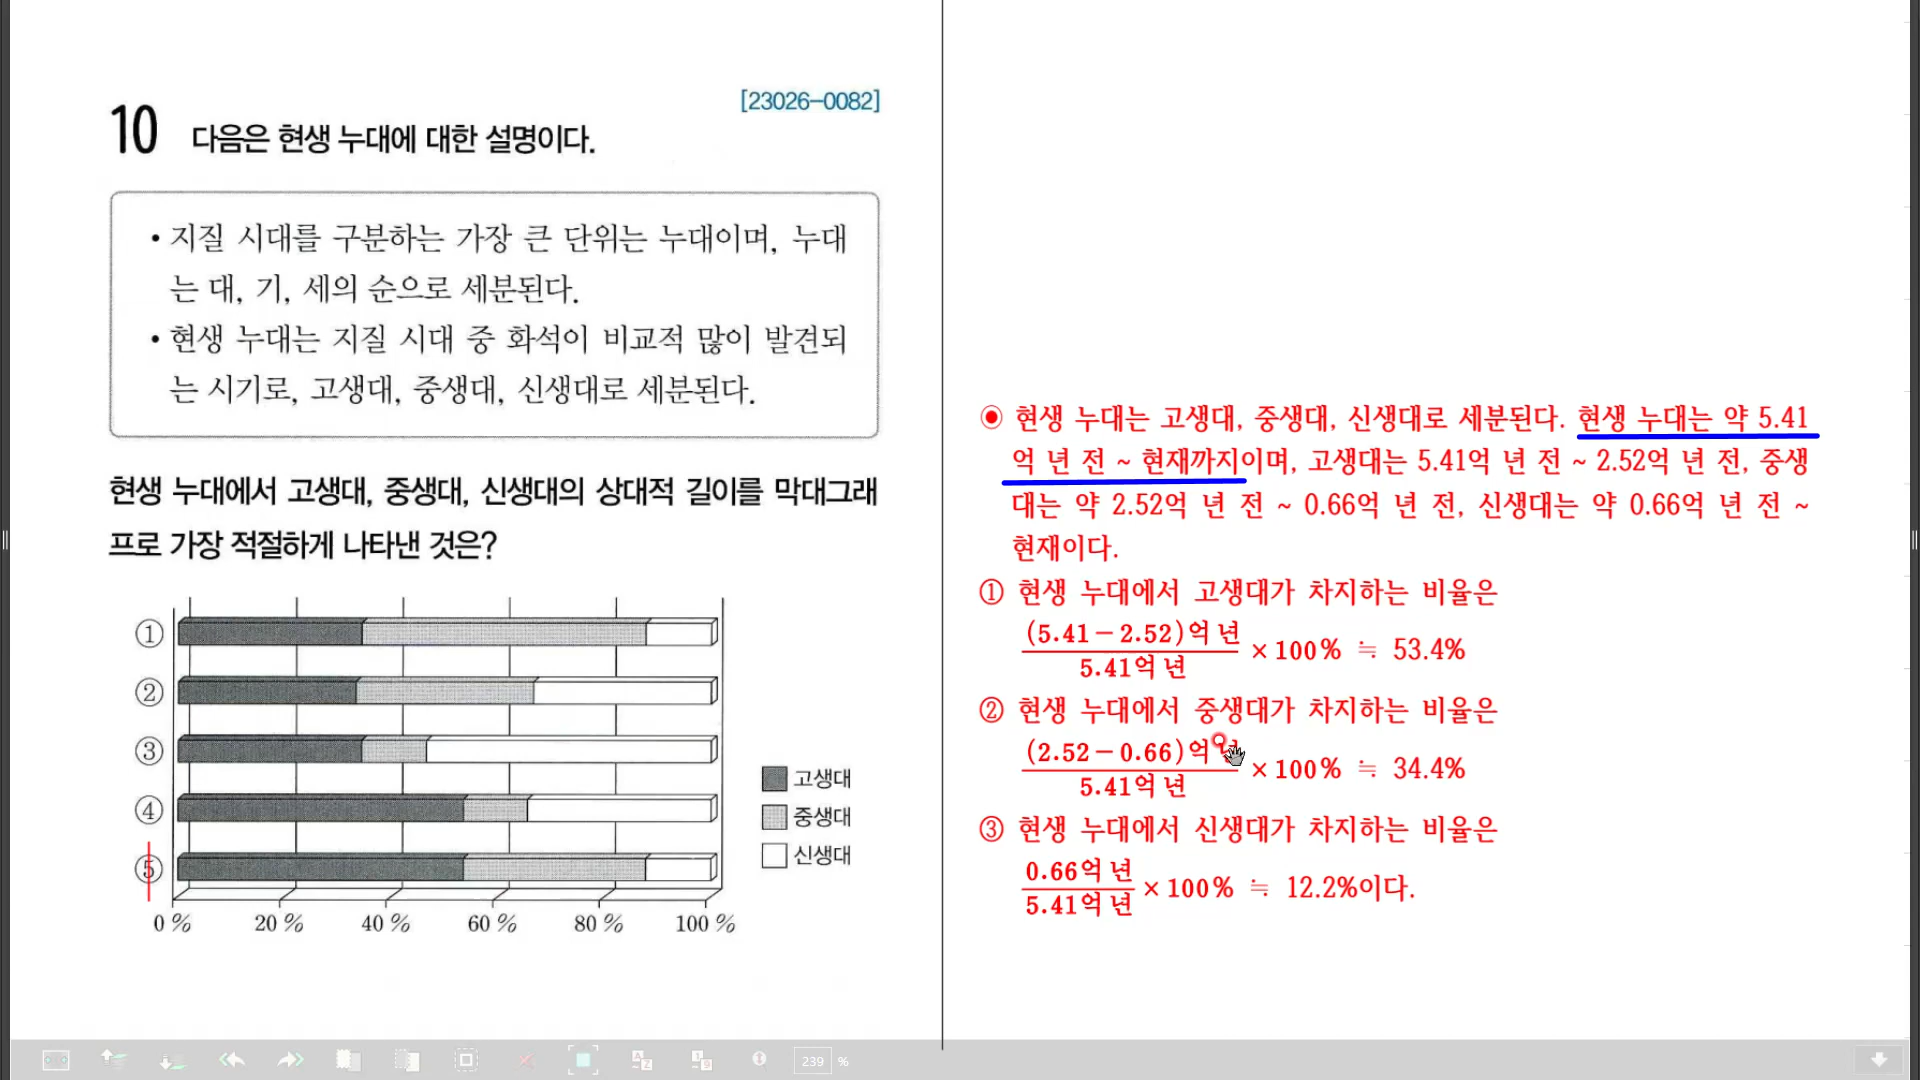 [23026-0082]
10 다음은 현생 누대에 대한 설명이다.
• 지질 시대를 구분하는 가장 큰 단위는 누대이며, 누대
는 대, 기, 세의 순으로 세분된다.
• 현생 누대는 지질 시대 중 화석이 비교적 많이 발견되
는 시기로, 고생대, 중생대, 신생대로 세분된다.
현생 누대에서 고생대, 중생대, 신생대의 상대적 길이를 막대그래
프로 가장 적절하게 나타낸 것은?
①
②
③
④
⑤
고생대
중생대
신생대
0 % 20 % 40 % 60 % 80 % 100 %
◉ 현생 누대는 고생대, 중생대, 신생대로 세분된다. 현생 누대는 약 5.41
억 년 전 ~ 현재까지이며, 고생대는 5.41억 년 전 ~ 2.52억 년 전, 중생
대는 약 2.52억 년 전 ~ 0.66억 년 전, 신생대는 약 0.66억 년 전 ~
현재이다.
① 현생 누대에서 고생대가 차지하는 비율은
(5.41-2.52)억 년
×100% ≒ 53.4%
5.41억 년
② 현생 누대에서 중생대가 차지하는 비율은
(2.52-0.66)억
×100% ≒ 34.4%
5.41억 년
③ 현생 누대에서 신생대가 차지하는 비율은
0.66억 년
×100% ≒ 12.2%이다.
5.41억 년
239 %